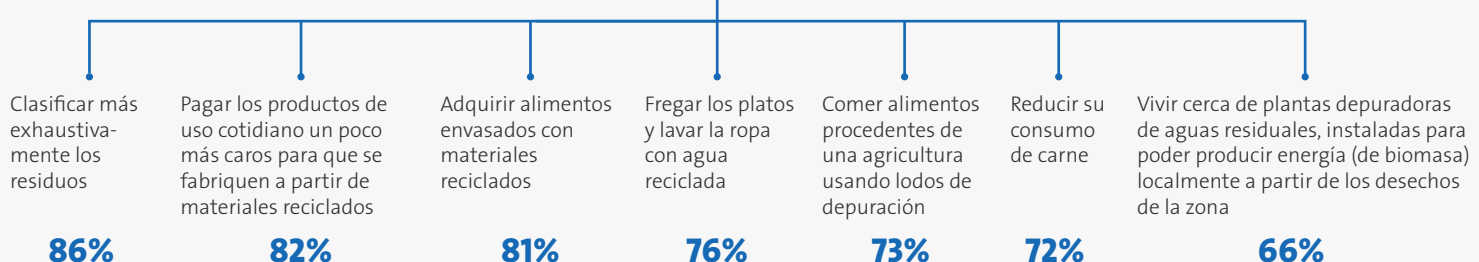 Clasificar más
exhaustiva-
mente los
residuos
86%
Pagar los productos de
uso cotidiano un poco
más caros para que se
fabriquen a partir de
materiales reciclados
82%
Adquirir alimentos
envasados con
materiales
reciclados
81%
Fregar los platos
y lavar la ropa
con agua
reciclada
76%
Comer alimentos
procedentes de
una agricultura
usando lodos de
depuración
73%
Reducir su
consumo
de carne
72%
Vivir cerca de plantas depuradoras
de aguas residuales, instaladas para
poder producir energía (de biomasa)
localmente a partir de los desechos
de la zona
66%